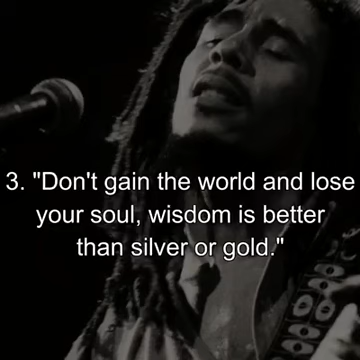 3. "Don't gain the world and lose
your soul, wisdom is better
than silver or gold."